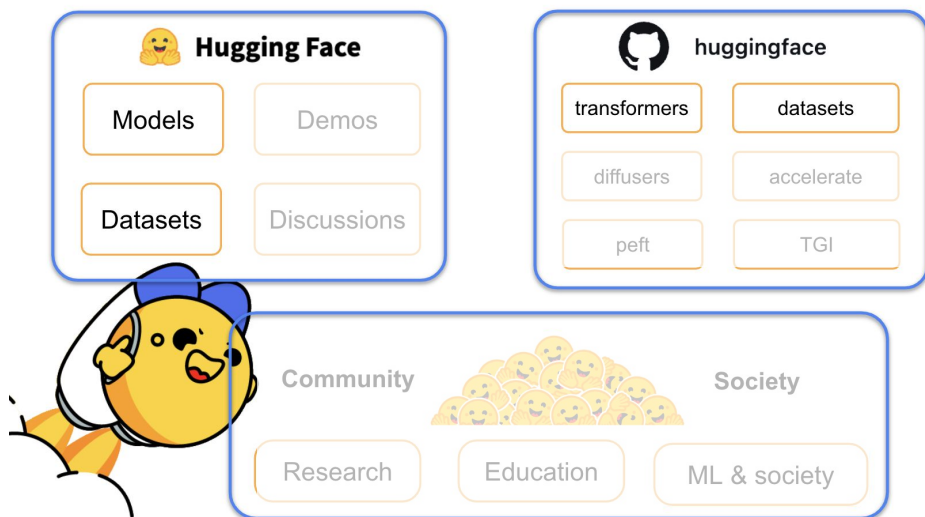 Hugging Face
Models
Demos
Datasets
Discussions
huggingface
transformers
datasets
diffusers
accelerate
peft
TGI
Community
Society
Research
Education
ML & society